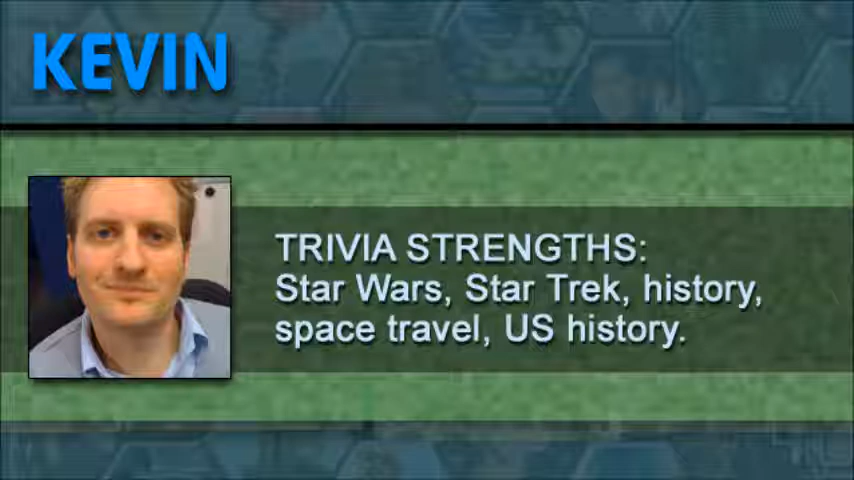 KEVIN
TRIVIA STRENGTHS:
Star Wars, Star Trek, history,
space travel, US history.